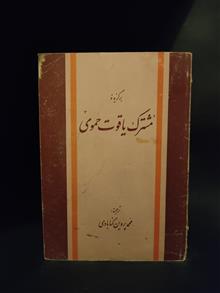 برگزیدهٔ
مشترک یاقوت حموی
ترجمهٔ:
محمد پروین گنابادی